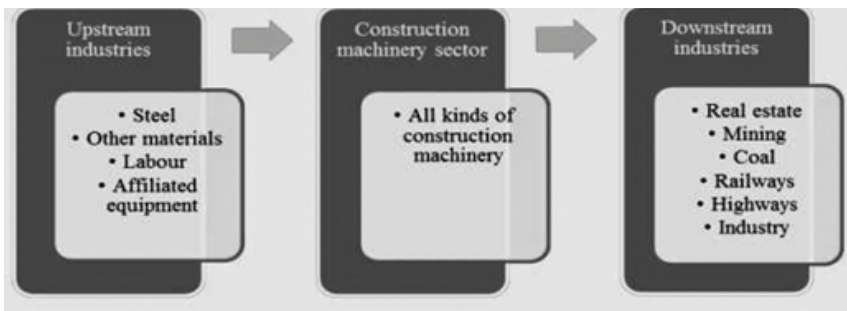 Upstream
industries
• Steel
• Other materials
• Labour
• Affiliated
equipment
Construction
machinery sector
• All kinds of
construction
machinery
Downstream
industries
• Real estate
• Mining
• Coal
• Railways
• Highways
• Industry